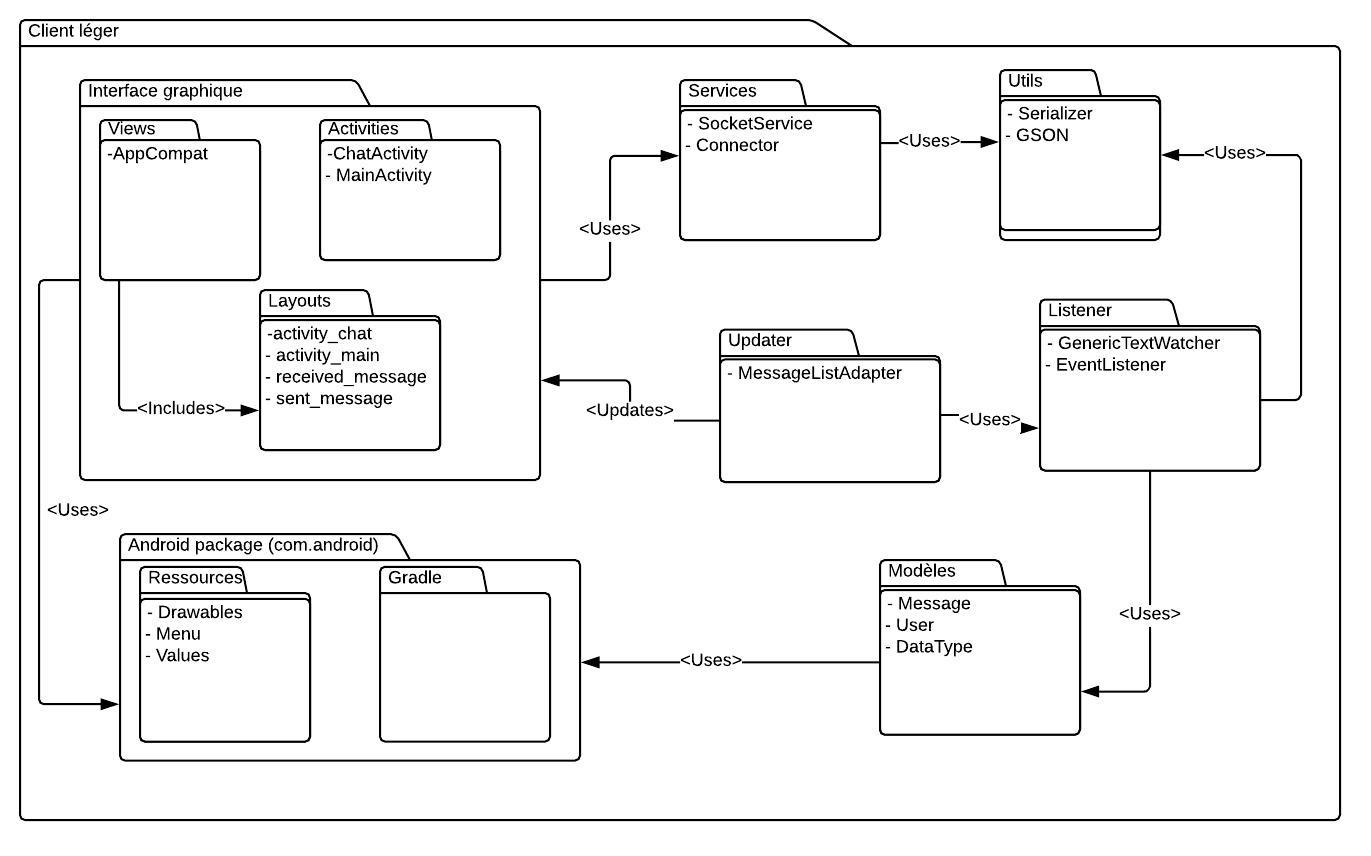 Client léger
Interface graphique
Views
-AppCompat
Activities
-ChatActivity
- MainActivity
Layouts
-activity_chat
- activity_main
- received_message
- sent_message
<Includes>
Services
- SocketService
- Connector
<Uses>
Utils
- Serializer
- GSON
<Uses>
<Uses>
Updater
- MessageListAdapter
<Updates>
<Uses>
Listener
- GenericTextWatcher
- EventListener
<Uses>
Android package (com.android)
Ressources
- Drawables
- Menu
- Values
Gradle
<Uses>
Modèles
- Message
- User
- DataType
<Uses>